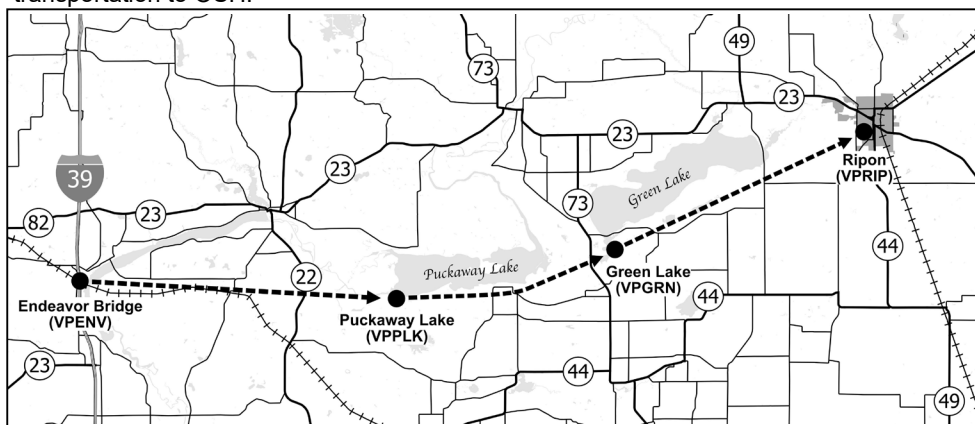 transportation to OSH.
49
73
23
23
Ripon
(VPRIP)
39
23
Green Lake
73
82
23
44
22
Puckaway Lake
Green Lake
(VPGRN)
Endeavor Bridge
(VPENV)
Puckaway Lake
(VPPLK)
44
23
44
49